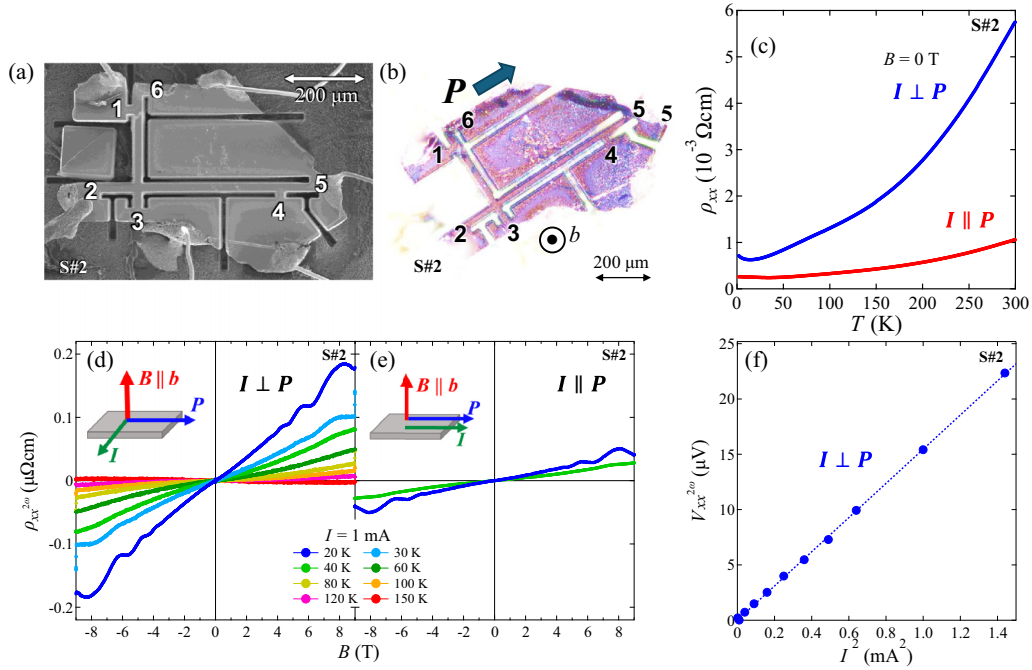 (a)
200 μm
1
6
2
3
4
5
S#2
(b)
P
6
1
5
5
4
2
3
b
S#2
200 μm
(c)
S#2
B = 0 T
I ⊥ P
I ∥ P
ρxx (10⁻³ Ωcm)
6
5
4
3
2
1
0
0 50 100 150 200 250 300
T (K)
(d)
S#2
B ∥ b
P
I
I ⊥ P
ρxx²ω (μΩcm)
0.2
0.1
0
-0.1
-0.2
I = 1 mA
20 K 30 K
40 K 60 K
80 K 100 K
120 K 150 K
-8 -6 -4 -2 0 2 4 6 8
(e)
S#2
B ∥ b
P
I
I ∥ P
-8 -6 -4 -2 0 2 4 6 8
B (T)
(f)
S#2
I ⊥ P
Vxx²ω (μV)
25
20
15
10
5
0
0 0.2 0.4 0.6 0.8 1.0 1.2 1.4
I² (mA²)